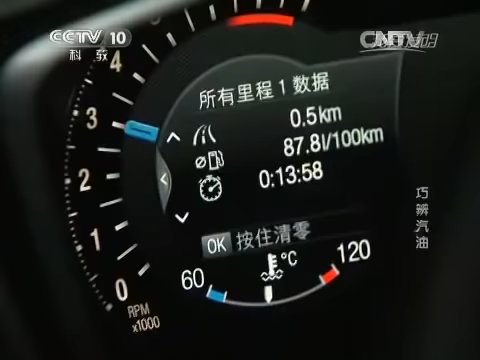 CCTV 10
科教
CNTV
4
3
2
1
0
RPM
x1000
所有里程 1 数据
0.5km
87.8l/100km
0:13:58
OK 按住清零
60
°C
120
巧辨汽油